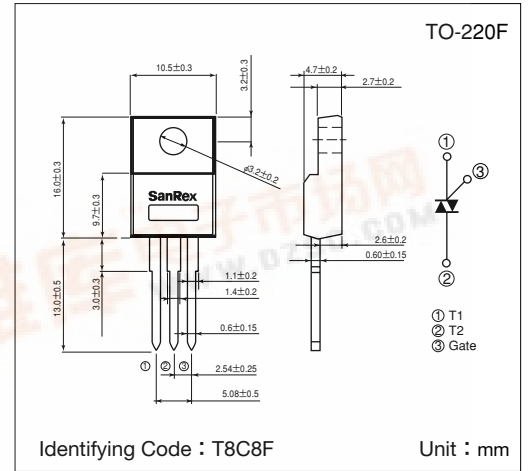 TO-220F
10.5±0.3
3.2±0.3
4.7±0.2
2.7±0.2
16.0±0.3
9.7±0.3
φ3.2±0.2
SanRex
①
③
②
2.6±0.2
0.60±0.15
13.0±0.5
3.0±0.3
1.1±0.2
1.4±0.2
0.6±0.15
① ② ③
2.54±0.25
5.08±0.5
① T1
② T2
③ Gate
Identifying Code：T8C8F
Unit：mm